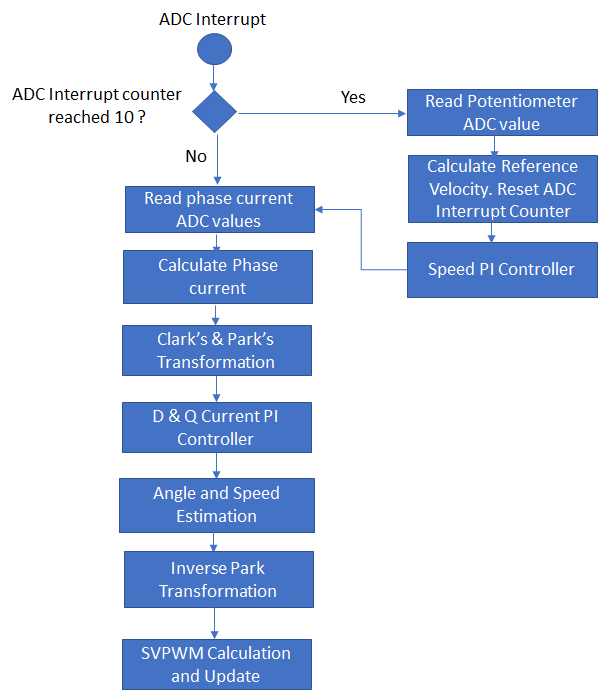 ADC Interrupt
ADC Interrupt counter
reached 10 ?
Yes
No
Read Potentiometer
ADC value
Calculate Reference
Velocity. Reset ADC
Interrupt Counter
Speed PI Controller
Read phase current
ADC values
Calculate Phase
current
Clark's & Park's
Transformation
D & Q Current PI
Controller
Angle and Speed
Estimation
Inverse Park
Transformation
SVPWM Calculation
and Update